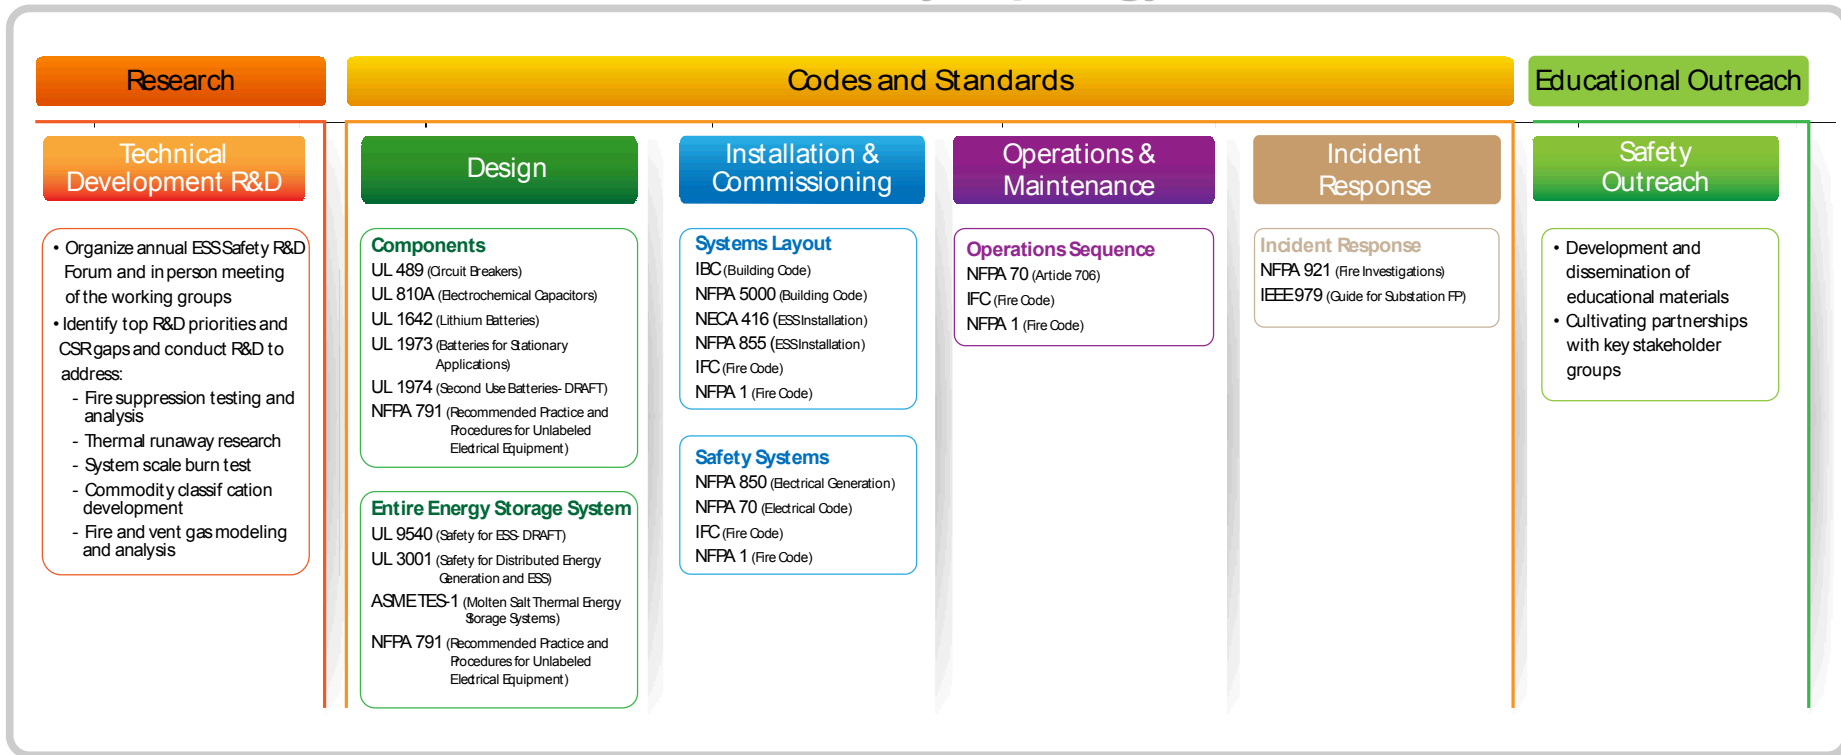 Research
Codes and Standards
Educational Outreach
Technical
Development R&D
• Organize annual ESS Safety R&D
Forum and in person meeting
of the working groups
• Identify top R&D priorities and
CSR gaps and conduct R&D to
address:
- Fire suppression testing and
analysis
- Thermal runaway research
- System scale burn test
- Commodity classif cation
development
- Fire and vent gas modeling
and analysis
Design
Components
UL 489 (Circuit Breakers)
UL 810A (Electrochemical Capacitors)
UL 1642 (Lithium Batteries)
UL 1973 (Batteries for Stationary
Applications)
UL 1974 (Second Use Batteries- DRAFT)
NFPA 791 (Recommended Practice and
Procedures for Unlabeled
Electrical Equipment)
Entire Energy Storage System
UL 9540 (Safety for ESS- DRAFT)
UL 3001 (Safety for Distributed Energy
Generation and ESS)
ASME TES-1 (Molten Salt Thermal Energy
Storage Systems)
NFPA 791 (Recommended Practice and
Procedures for Unlabeled
Electrical Equipment)
Installation &
Commissioning
Systems Layout
IBC (Building Code)
NFPA 5000 (Building Code)
NECA 416 (ESS Installation)
NFPA 855 (ESS Installation)
IFC (Fire Code)
NFPA 1 (Fire Code)
Safety Systems
NFPA 850 (Electrical Generation)
NFPA 70 (Electrical Code)
IFC (Fire Code)
NFPA 1 (Fire Code)
Operations &
Maintenance
Operations Sequence
NFPA 70 (Article 706)
IFC (Fire Code)
NFPA 1 (Fire Code)
Incident
Response
Incident Response
NFPA 921 (Fire Investigations)
IEEE 979 (Guide for Substation FP)
Safety
Outreach
• Development and
dissemination of
educational materials
• Cultivating partnerships
with key stakeholder
groups